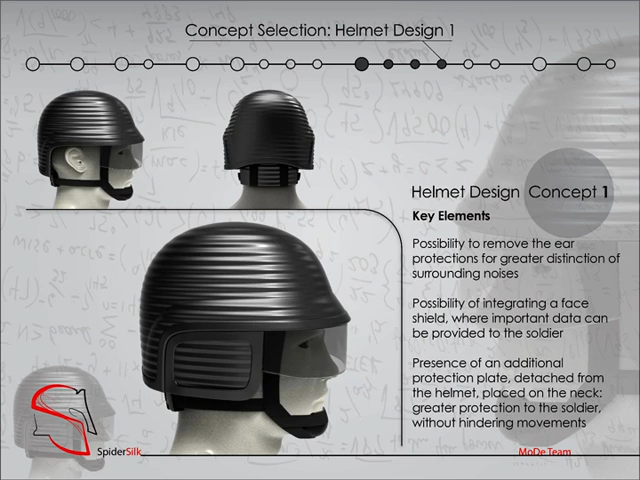 Concept Selection: Helmet Design 1
Helmet Design Concept 1
Key Elements
Possibility to remove the ear
protections for greater distinction of
surrounding noises
Possibility of integrating a face
shield, where important data can
be provided to the soldier
Presence of an additional
protection plate, detached from
the helmet, placed on the neck:
greater protection to the soldier,
without hindering movements
SpiderSilk
MoDe Team